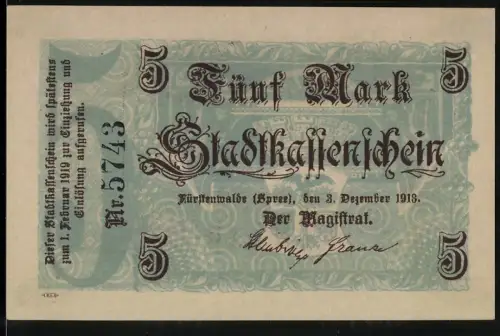 Dieser Stadtkassenschein wird spätestens
zum 1. Februar 1919 zur Einziehung und
Einlösung aufgerufen.
Nr. 5743
5
5
Fünf Mark
Stadtkassenschein
Fürstenwalde (Spree), den 3. Dezember 1918.
Der Magistrat.
5
5